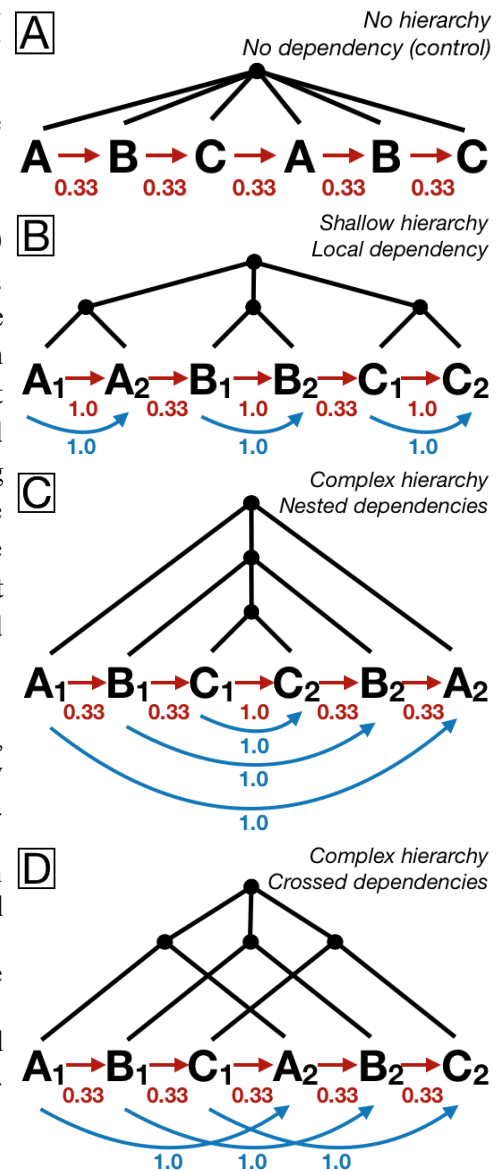 A
No hierarchy
No dependency (control)
A B C A B C
0.33 0.33 0.33 0.33 0.33
B
Shallow hierarchy
Local dependency
A1 A2 B1 B2 C1 C2
1.0 0.33 1.0 0.33 1.0
1.0 1.0 1.0
C
Complex hierarchy
Nested dependencies
A1 B1 C1 C2 B2 A2
0.33 0.33 1.0 0.33 0.33
1.0
1.0
1.0
D
Complex hierarchy
Crossed dependencies
A1 B1 C1 A2 B2 C2
0.33 0.33 0.33 0.33 0.33
1.0 1.0 1.0